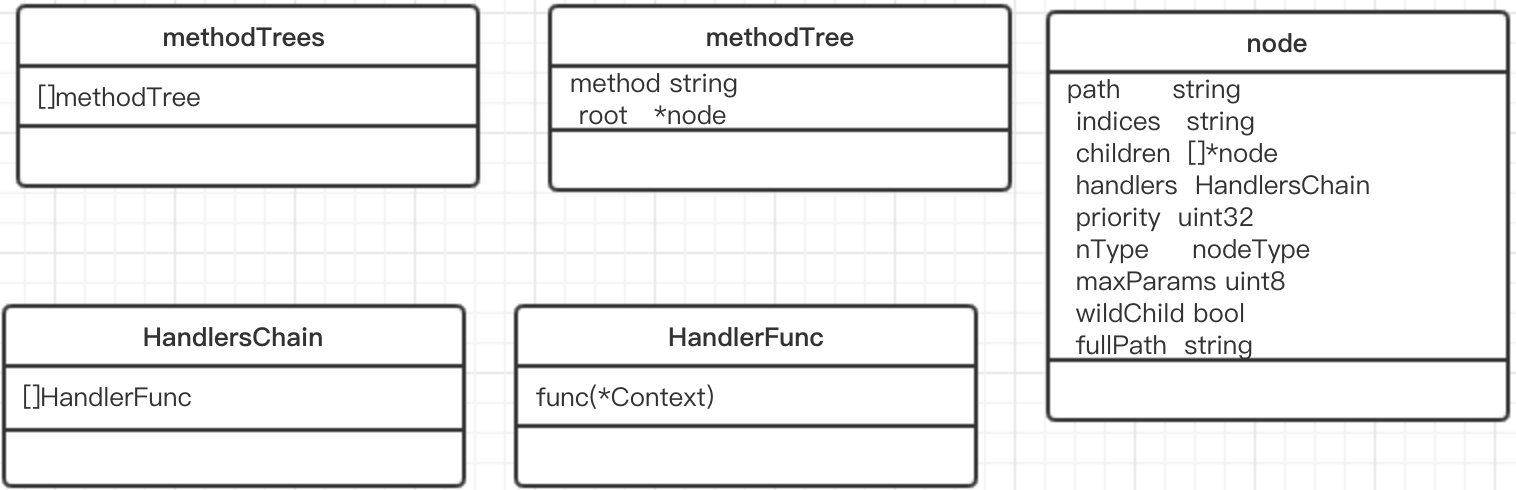 methodTrees
[]methodTree
methodTree
method string
root *node
node
path string
indices string
children []*node
handlers HandlersChain
priority uint32
nType nodeType
maxParams uint8
wildChild bool
fullPath string
HandlersChain
[]HandlerFunc
HandlerFunc
func(*Context)